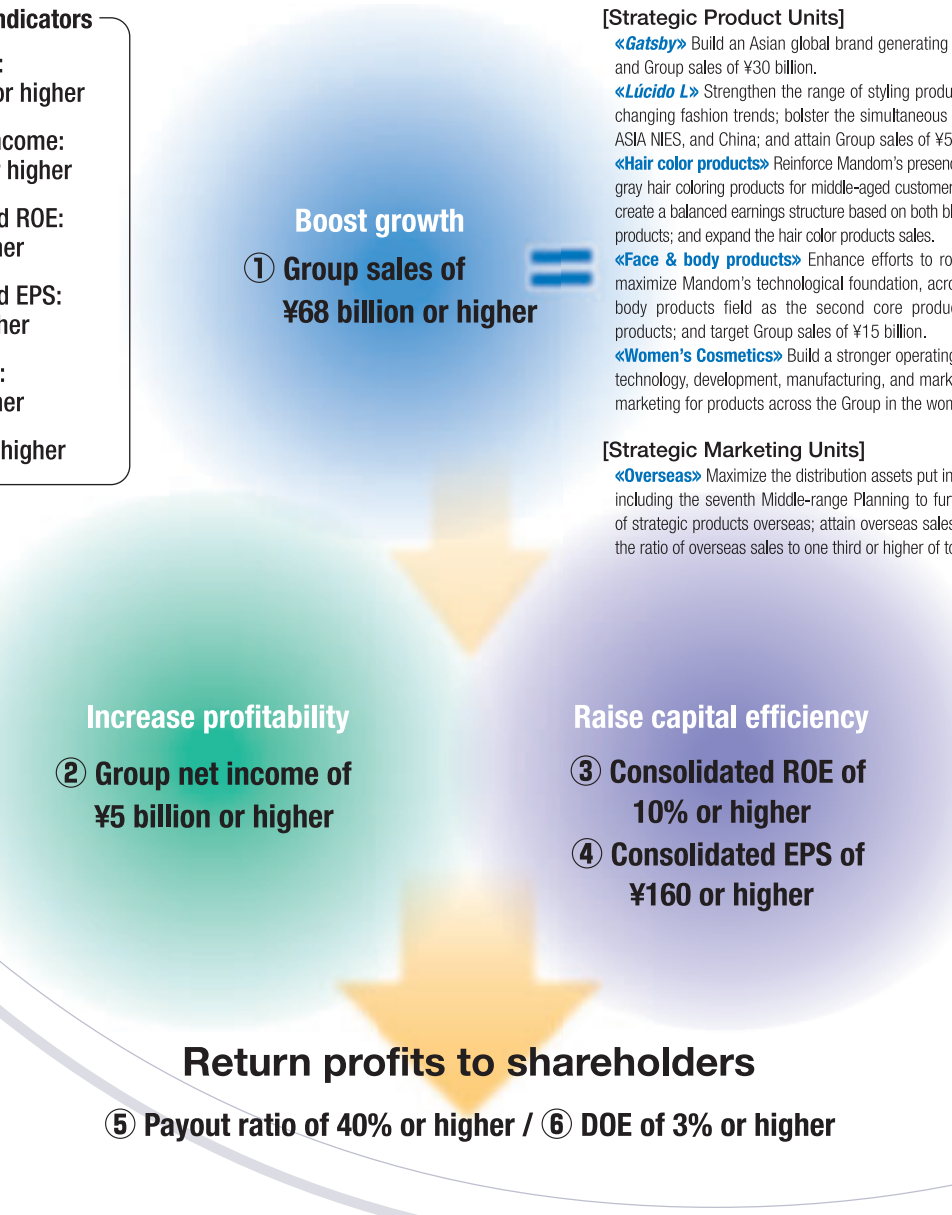 ndicators
:
or higher
come:
higher
d ROE:
her
d EPS:
her
:
her
higher
Boost growth
① Group sales of
¥68 billion or higher
=
[Strategic Product Units]
«Gatsby» Build an Asian global brand generating
and Group sales of ¥30 billion.
«Lúcido L» Strengthen the range of styling produ
changing fashion trends; bolster the simultaneous
ASIA NIES, and China; and attain Group sales of ¥5
«Hair color products» Reinforce Mandom's presenc
gray hair coloring products for middle-aged customer
create a balanced earnings structure based on both bl
products; and expand the hair color products sales.
«Face & body products» Enhance efforts to ro
maximize Mandom's technological foundation, acro
body products field as the second core produc
products; and target Group sales of ¥15 billion.
«Women's Cosmetics» Build a stronger operating
technology, development, manufacturing, and mark
marketing for products across the Group in the wom
[Strategic Marketing Units]
«Overseas» Maximize the distribution assets put in
including the seventh Middle-range Planning to fur
of strategic products overseas; attain overseas sales
the ratio of overseas sales to one third or higher of to
Increase profitability
② Group net income of
¥5 billion or higher
Raise capital efficiency
③ Consolidated ROE of
10% or higher
④ Consolidated EPS of
¥160 or higher
Return profits to shareholders
⑤ Payout ratio of 40% or higher / ⑥ DOE of 3% or higher